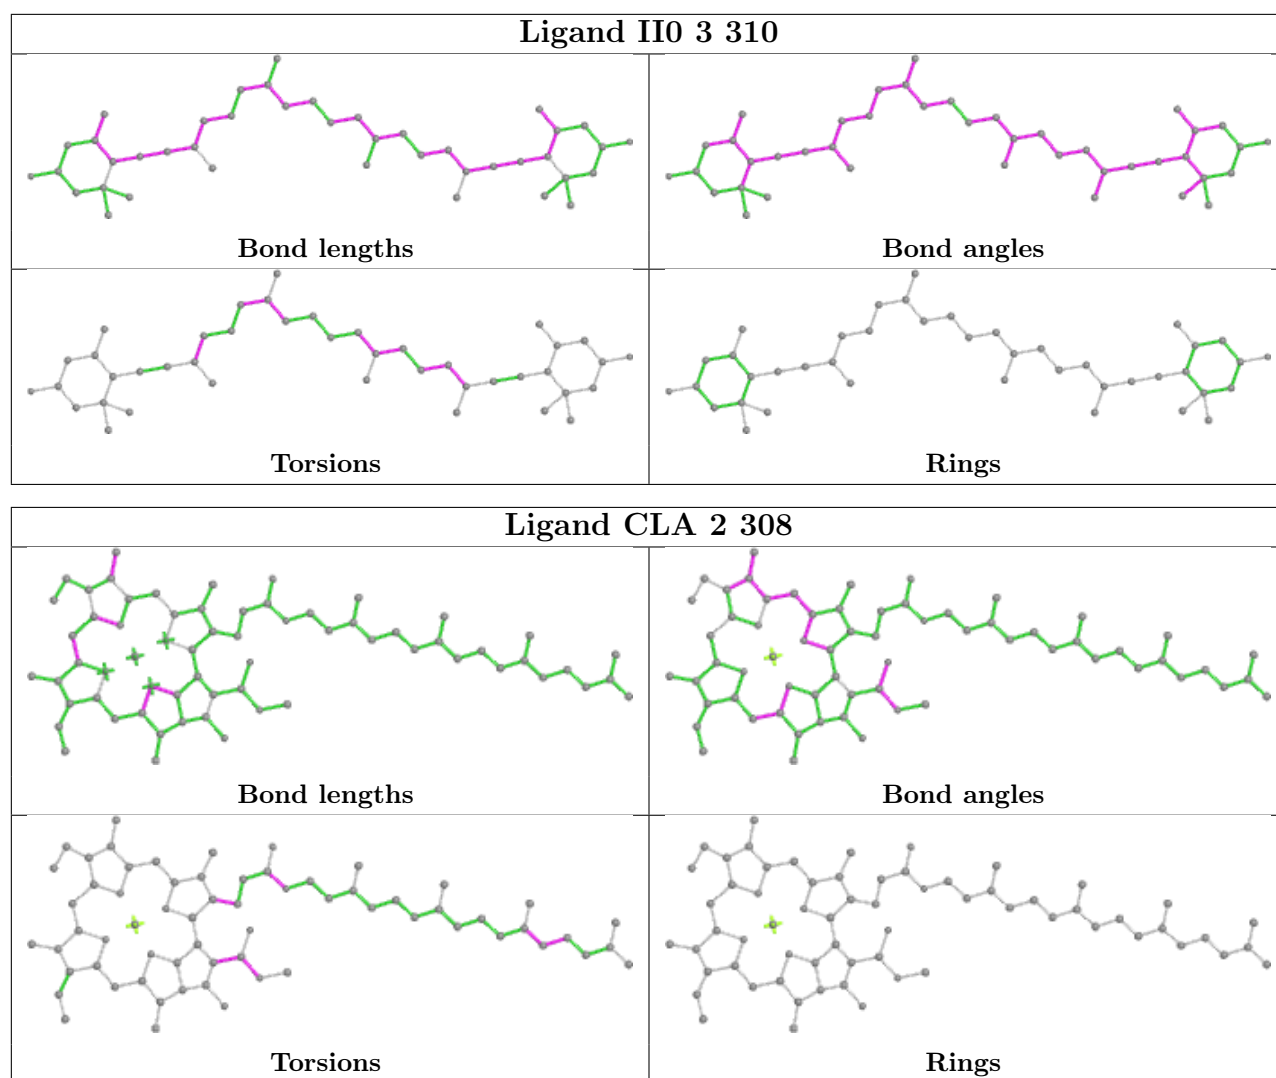 Ligand II0 3 310
Bond lengths
Bond angles
Torsions
Rings
Ligand CLA 2 308
Bond lengths
Bond angles
Torsions
Rings